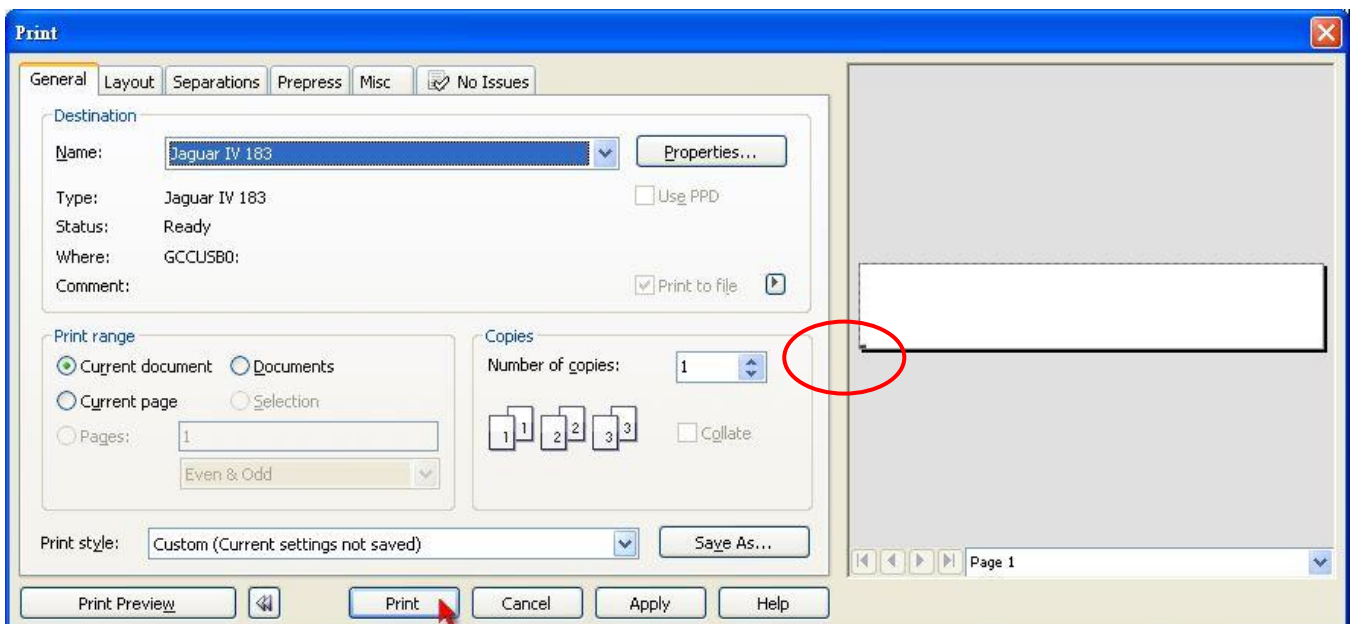 Print
General Layout Separations Prepress Misc No Issues
Destination
Name: Jaguar IV 183 Properties...
Type: Jaguar IV 183 Use PPD
Status: Ready
Where: GCCUSB0:
Comment: Print to file
Print range Copies
Current document Documents Number of copies: 1
Current page Selection
1 1 2 2 3 3
Pages: 1 Collate
Even & Odd
Print style: Custom (Current settings not saved) Save As...
Page 1
Print Preview Print Cancel Apply Help